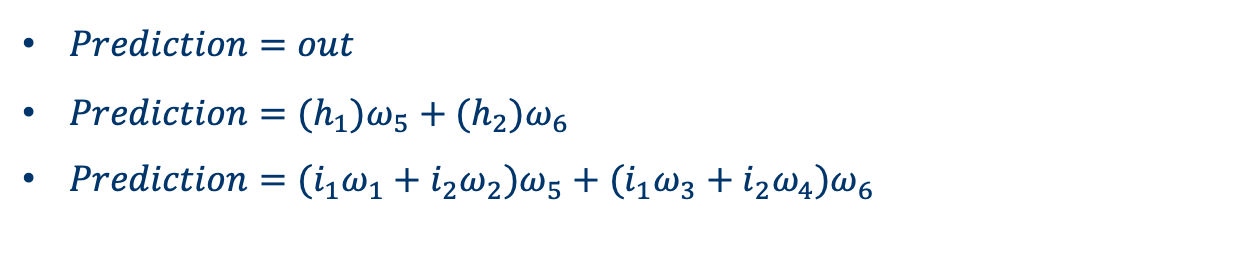 • Prediction = out
• Prediction = (h₁)ω₅ + (h₂)ω₆
• Prediction = (i₁ω₁ + i₂ω₂)ω₅ + (i₁ω₃ + i₂ω₄)ω₆